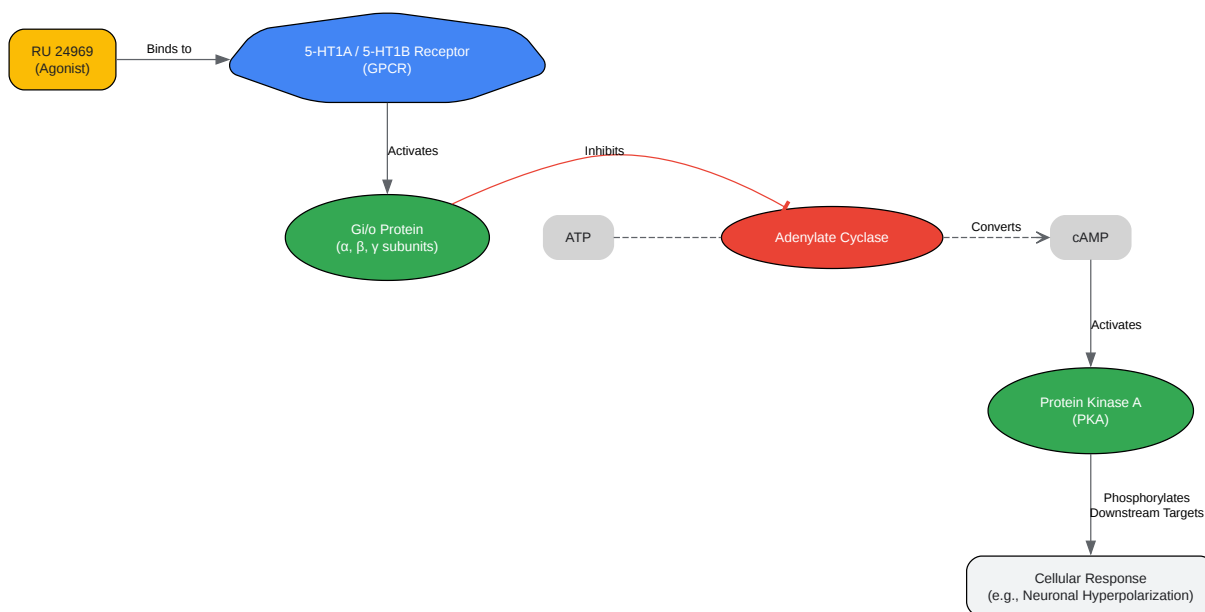 RU 24969
(Agonist)
Binds to
5-HT1A / 5-HT1B Receptor
(GPCR)
Activates
Inhibits
Gi/o Protein
(α, β, γ subunits)
ATP
Adenylate Cyclase
Converts
cAMP
Activates
Protein Kinase A
(PKA)
Phosphorylates
Downstream Targets
Cellular Response
(e.g., Neuronal Hyperpolarization)